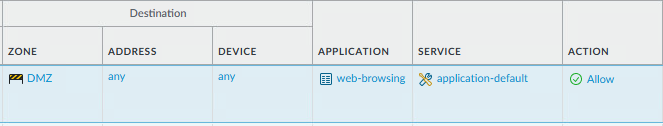 Destination
ZONE ADDRESS DEVICE APPLICATION SERVICE ACTION
DMZ any any web-browsing application-default Allow